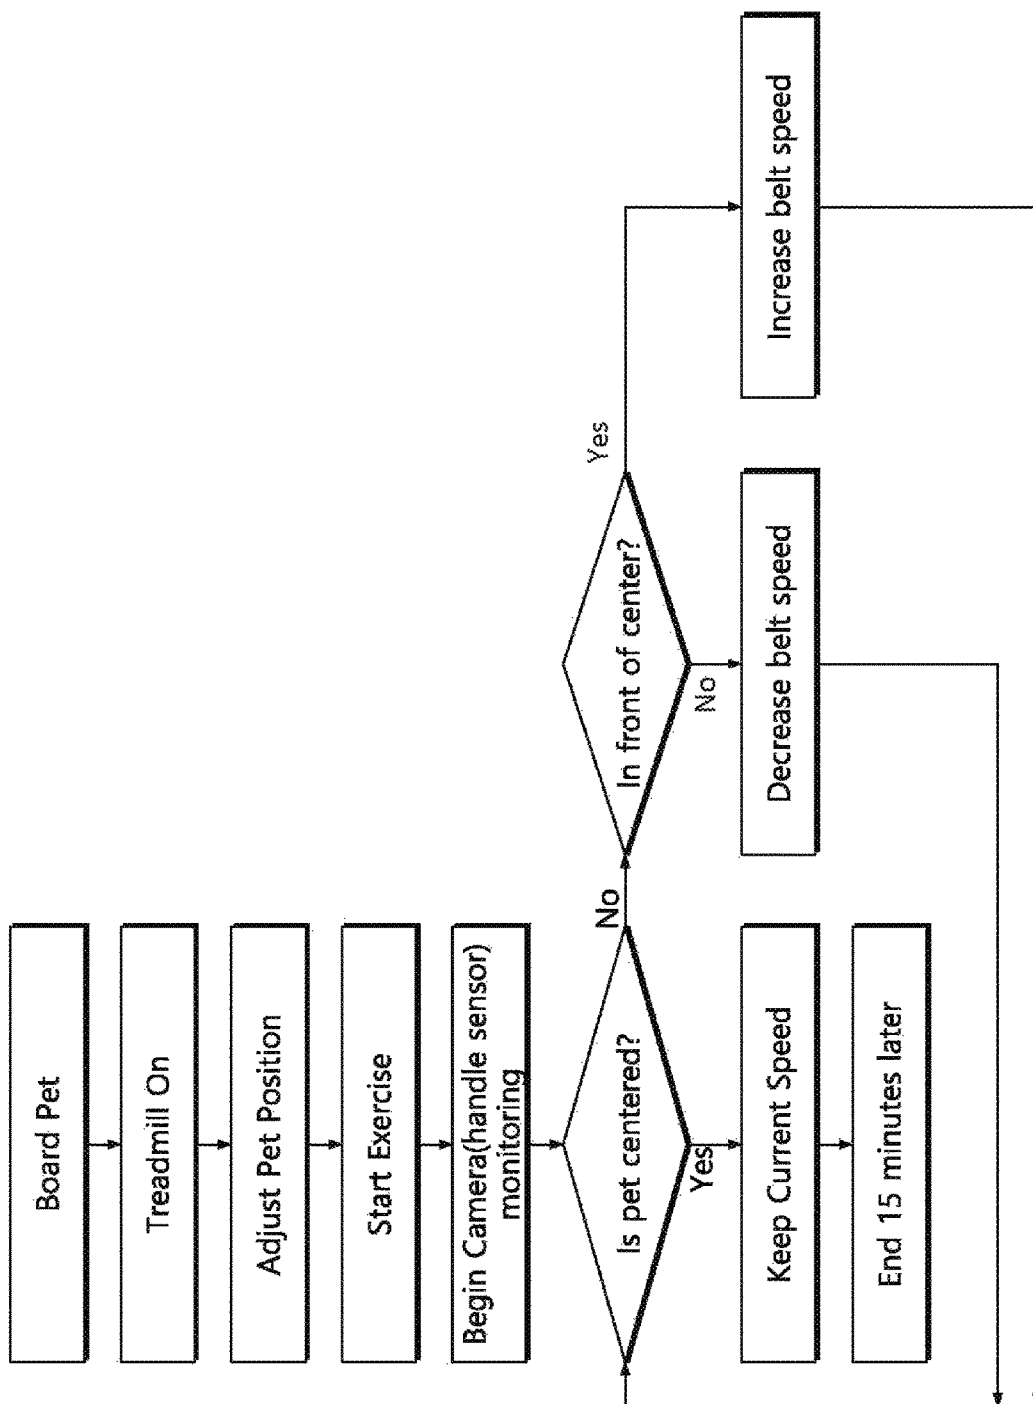 Board Pet
Treadmill On
Adjust Pet Position
Start Exercise
Begin Camera(handle sensor)
monitoring
Is pet centered?
No
Yes
In front of center?
Yes
No
Keep Current Speed
Decrease belt speed
Increase belt speed
End 15 minutes later